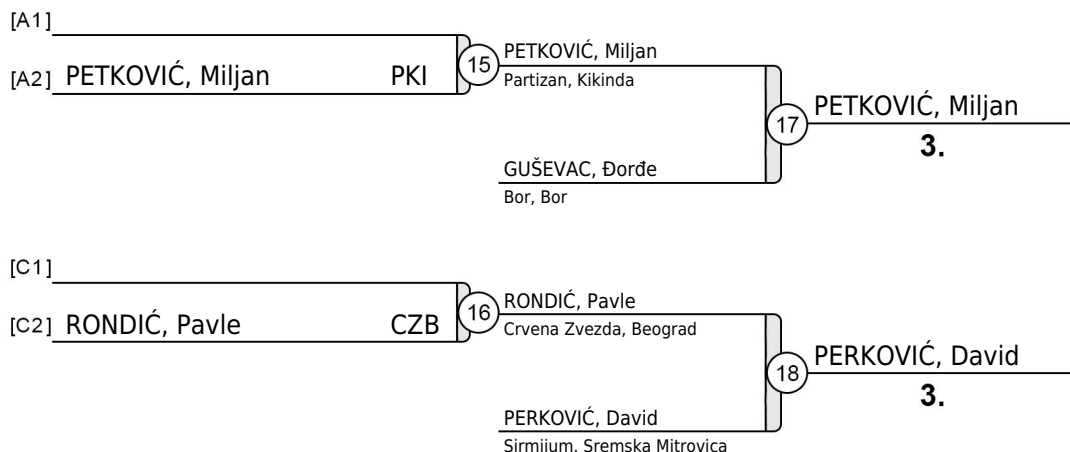 [A1]
[A2] PETKOVIĆ, Miljan PKI
15
PETKOVIĆ, Miljan
Partizan, Kikinda
17
PETKOVIĆ, Miljan
3.
GUŠEVAC, Đorđe
Bor, Bor
[C1]
[C2] RONDIĆ, Pavle CZB
16
RONDIĆ, Pavle
Crvena Zvezda, Beograd
18
PERKOVIĆ, David
3.
PERKOVIĆ, David
Sirmijum, Sremska Mitrovica